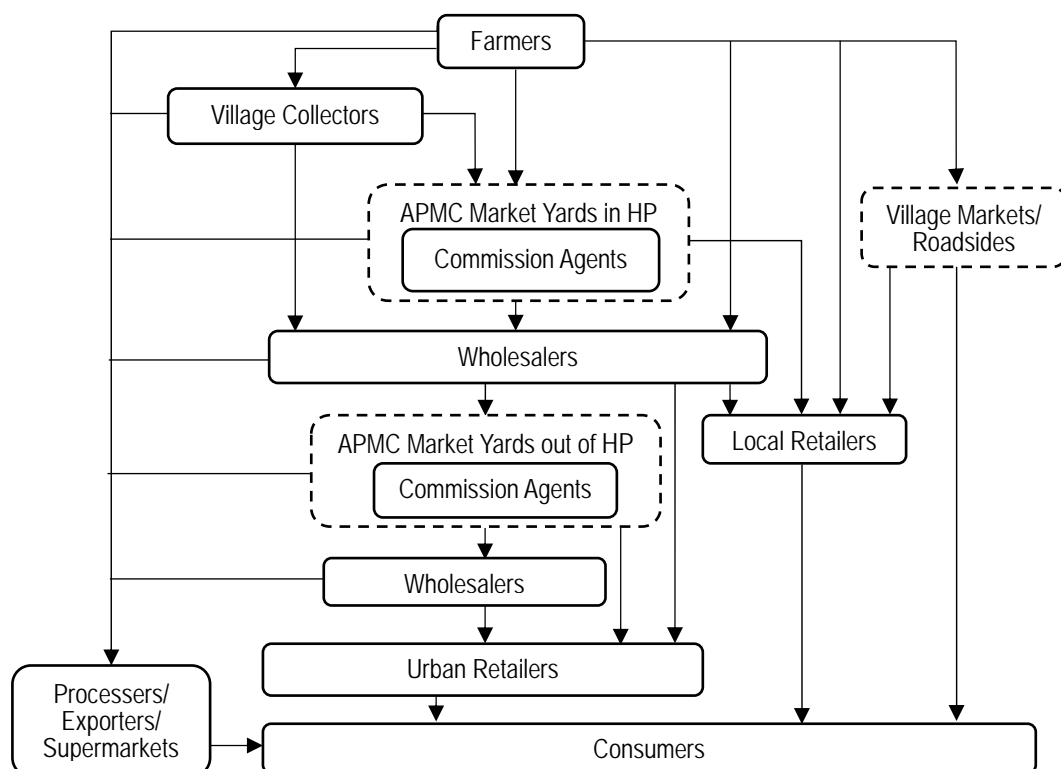 Farmers
Village Collectors
APMC Market Yards in HP
Commission Agents
Village Markets/
Roadsides
Wholesalers
APMC Market Yards out of HP
Commission Agents
Local Retailers
Wholesalers
Urban Retailers
Processers/
Exporters/
Supermarkets
Consumers